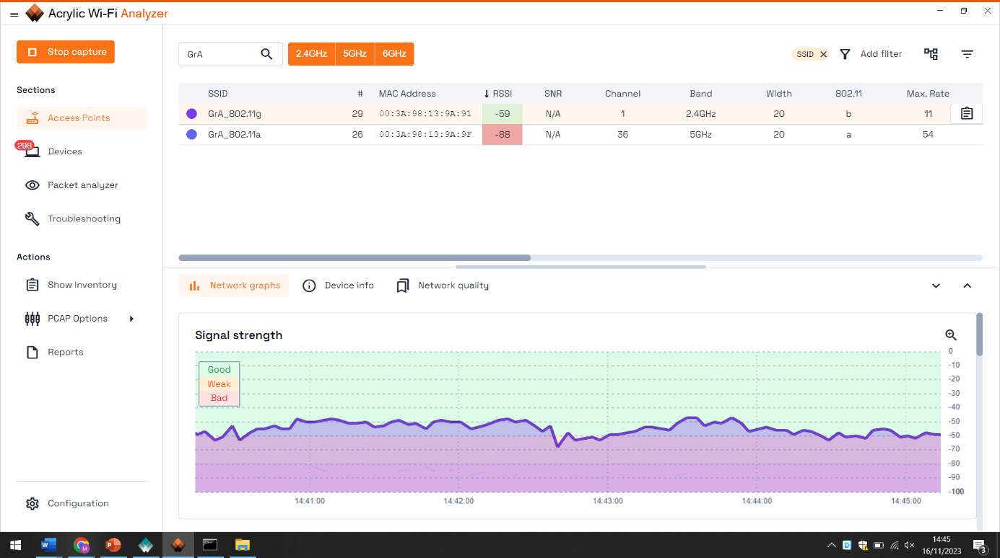 Acrylic Wi-Fi Analyzer
Stop capture
GrA
2.4GHz 5GHz 6GHz
SSID
Add filter
Sections
Access Points
298
Devices
Packet analyzer
Troubleshooting
Actions
Show Inventory
PCAP Options
Reports
Configuration
SSID # MAC Address RSSI SNR Channel Band Width 802.11 Max. Rate
GrA_802.11g 29 00:3A:98:13:9A:91 -59 N/A 1 2.4GHz 20 b 11
GrA_802.11a 26 00:3A:98:13:9A:9F -88 N/A 36 5GHz 20 a 54
Network graphs Device info Network quality
Signal strength
Good
Weak
Bad
0
-10
-20
-30
-40
-50
-60
-70
-80
-90
-100
14:41:00 14:42:00 14:43:00 14:44:00 14:45:00
W M P D
14:45
16/11/2023
3